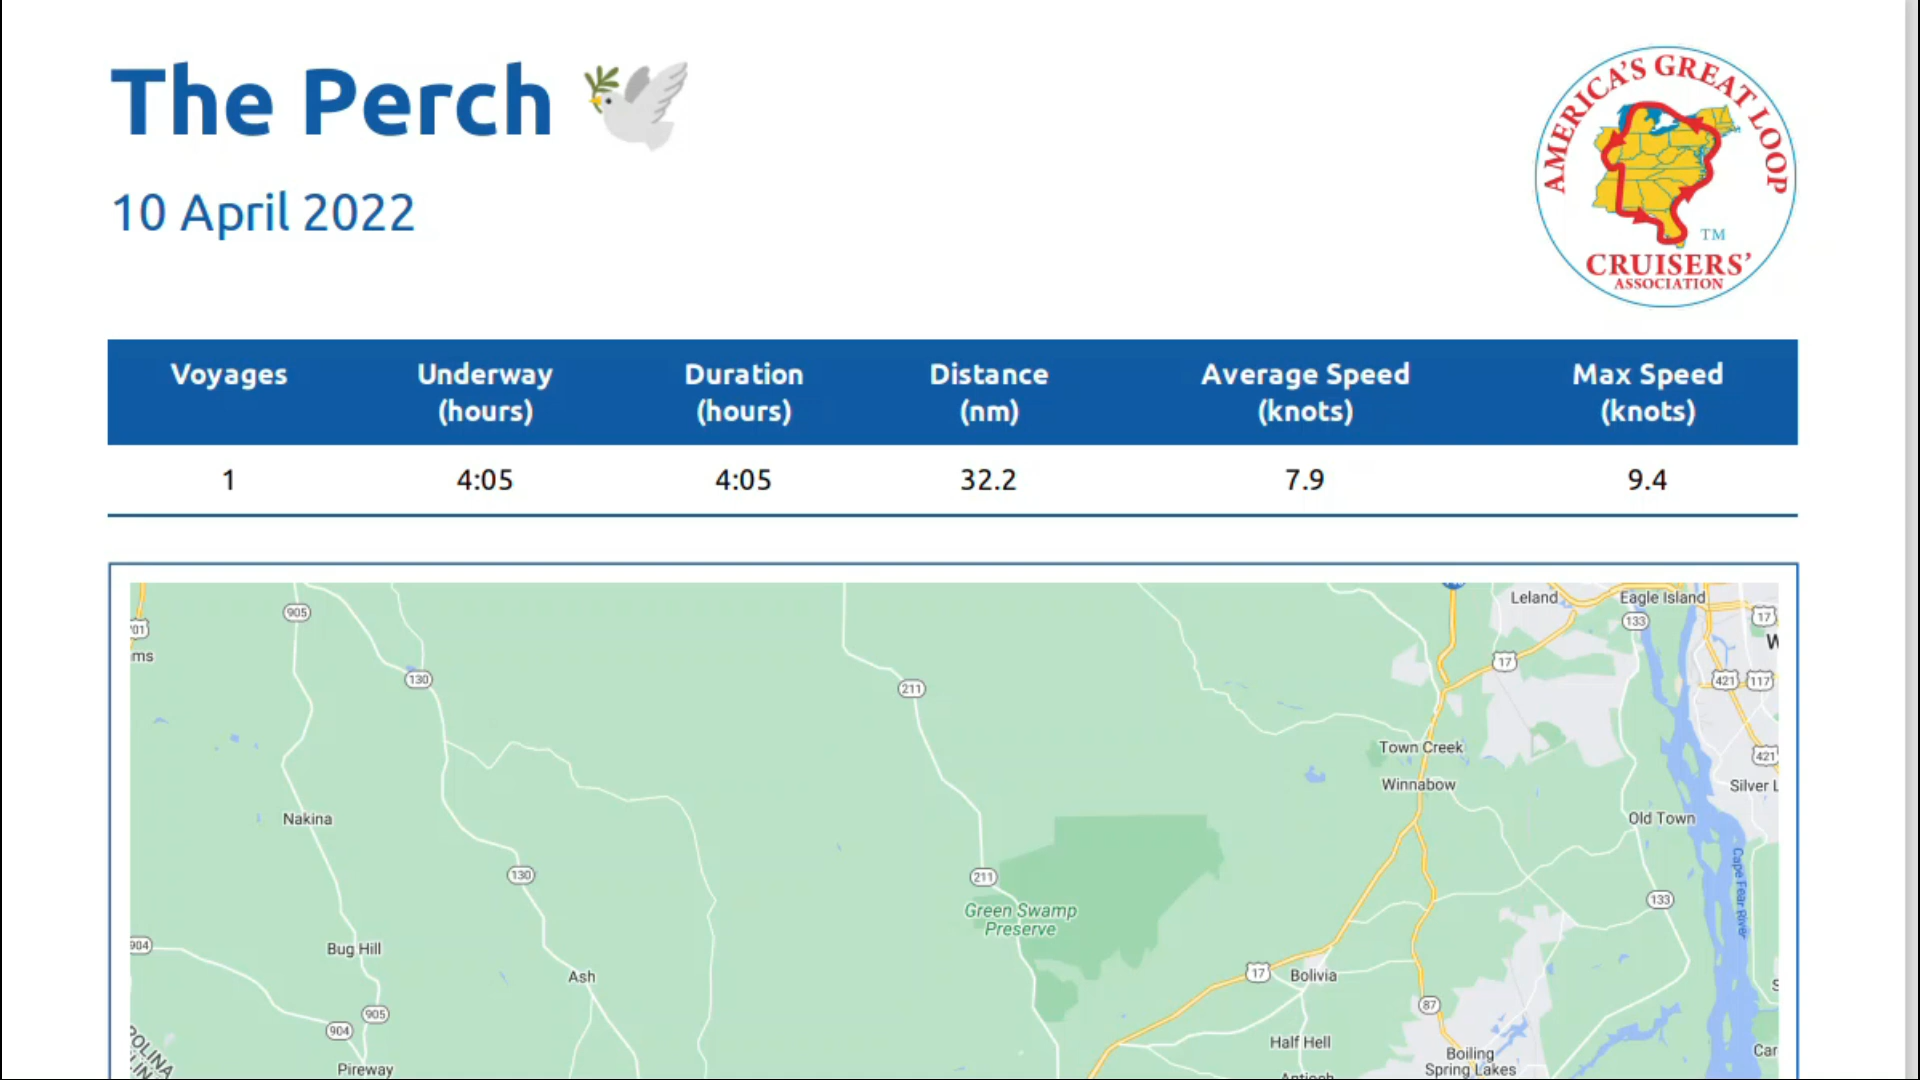 The Perch
10 April 2022
AMERICA'S GREAT LOOP
TM
CRUISERS'
ASSOCIATION
Voyages Underway Duration Distance Average Speed Max Speed
(hours) (hours) (nm) (knots) (knots)
1 4:05 4:05 32.2 7.9 9.4
905
Leland
Eagle Island
17
133
ms
17
130
211
421
117
Town Creek
421
Winnabow
Silver L
Nakina
Old Town
130
211
Cape Fear River
133
Green Swamp
Preserve
904
Bug Hill
Ash
17
Bolivia
905
87
904
Half Hell
OLINA
Pireway
Boiling
Spring Lakes
Car
Antioch